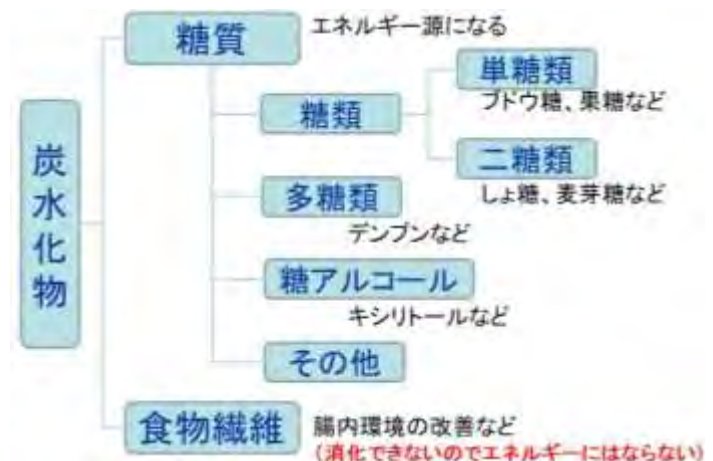 炭水化物
糖質
エネルギー源になる
糖類
単糖類
ブドウ糖、果糖など
二糖類
しょ糖、麦芽糖など
多糖類
デンプンなど
糖アルコール
キシリトールなど
その他
食物繊維
腸内環境の改善など
(消化できないのでエネルギーにはならない)